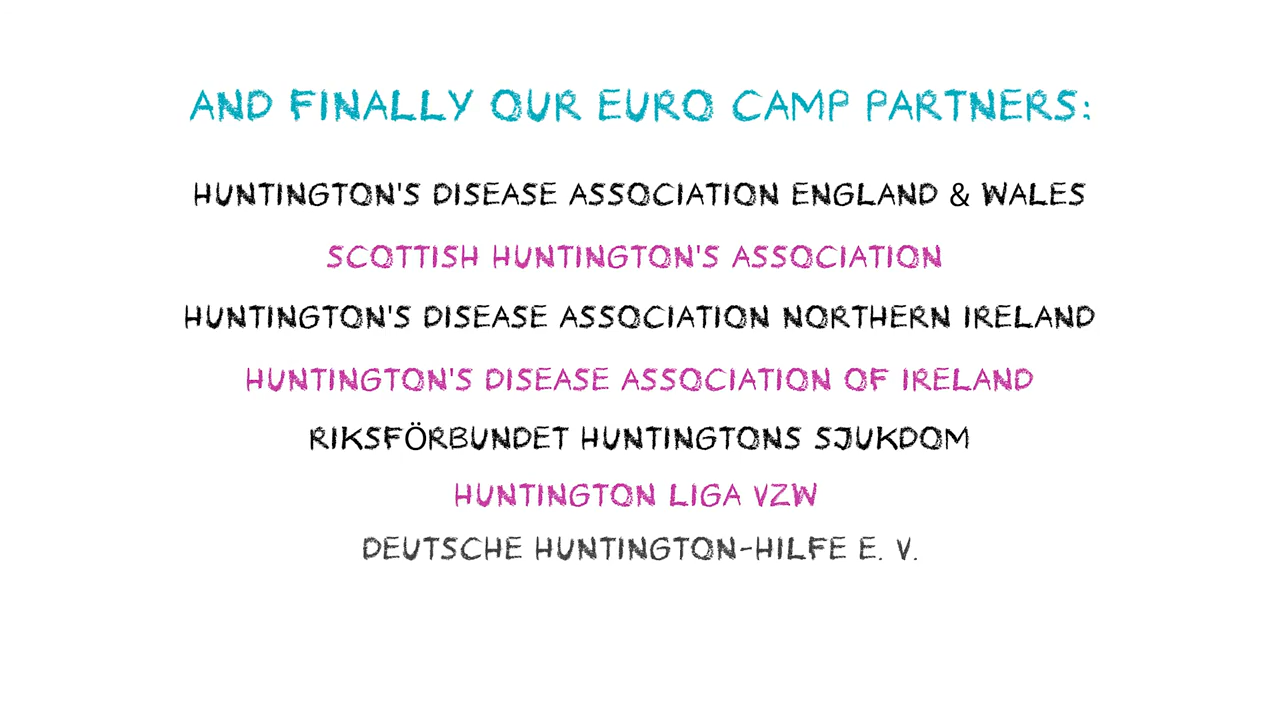 AND FINALLY OUR EURO CAMP PARTNERS:
HUNTINGTON'S DISEASE ASSOCIATION ENGLAND & WALES
SCOTTISH HUNTINGTON'S ASSOCIATION
HUNTINGTON'S DISEASE ASSOCIATION NORTHERN IRELAND
HUNTINGTON'S DISEASE ASSOCIATION OF IRELAND
RIKSFÖRBUNDET HUNTINGTONS SJUKDOM
HUNTINGTON LIGA VZW
DEUTSCHE HUNTINGTON-HILFE E. V.